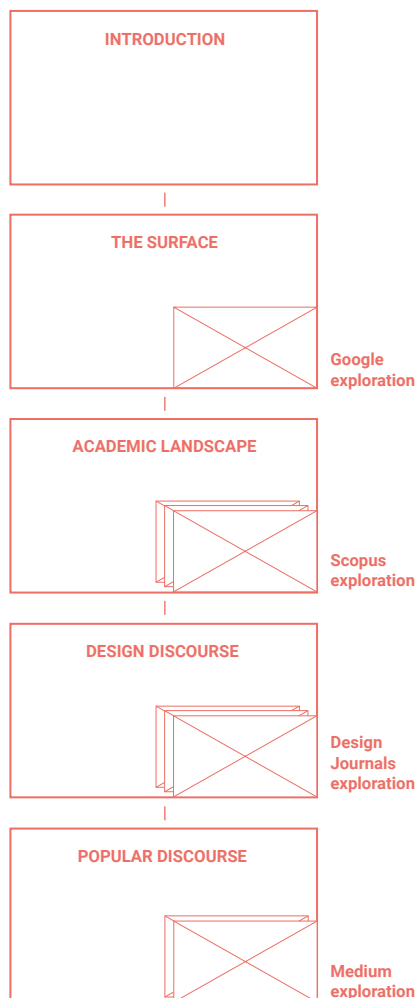 INTRODUCTION
THE SURFACE
Google
exploration
ACADEMIC LANDSCAPE
Scopus
exploration
DESIGN DISCOURSE
Design
Journals
exploration
POPULAR DISCOURSE
Medium
exploration